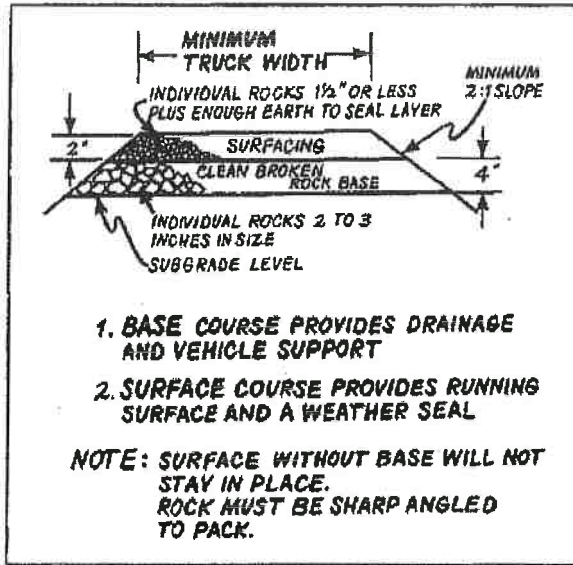 MINIMUM
TRUCK WIDTH
INDIVIDUAL ROCKS 1½" OR LESS
PLUS ENOUGH EARTH TO SEAL LAYER
MINIMUM
2:1 SLOPE
2"
SURFACING
CLEAN BROKEN
ROCK BASE
4"
INDIVIDUAL ROCKS 2 TO 3
INCHES IN SIZE
SUBGRADE LEVEL
1. BASE COURSE PROVIDES DRAINAGE
AND VEHICLE SUPPORT
2. SURFACE COURSE PROVIDES RUNNING
SURFACE AND A WEATHER SEAL
NOTE: SURFACE WITHOUT BASE WILL NOT
STAY IN PLACE.
ROCK MUST BE SHARP ANGLED
TO PACK.